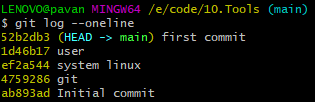 LENOVO@pavan MINGW64 /e/code/10.Tools (main)
$ git log --oneline
52b2db3 (HEAD -> main) first commit
1d46b17 user
ef2a544 system linux
4759286 git
ab893ad Initial commit